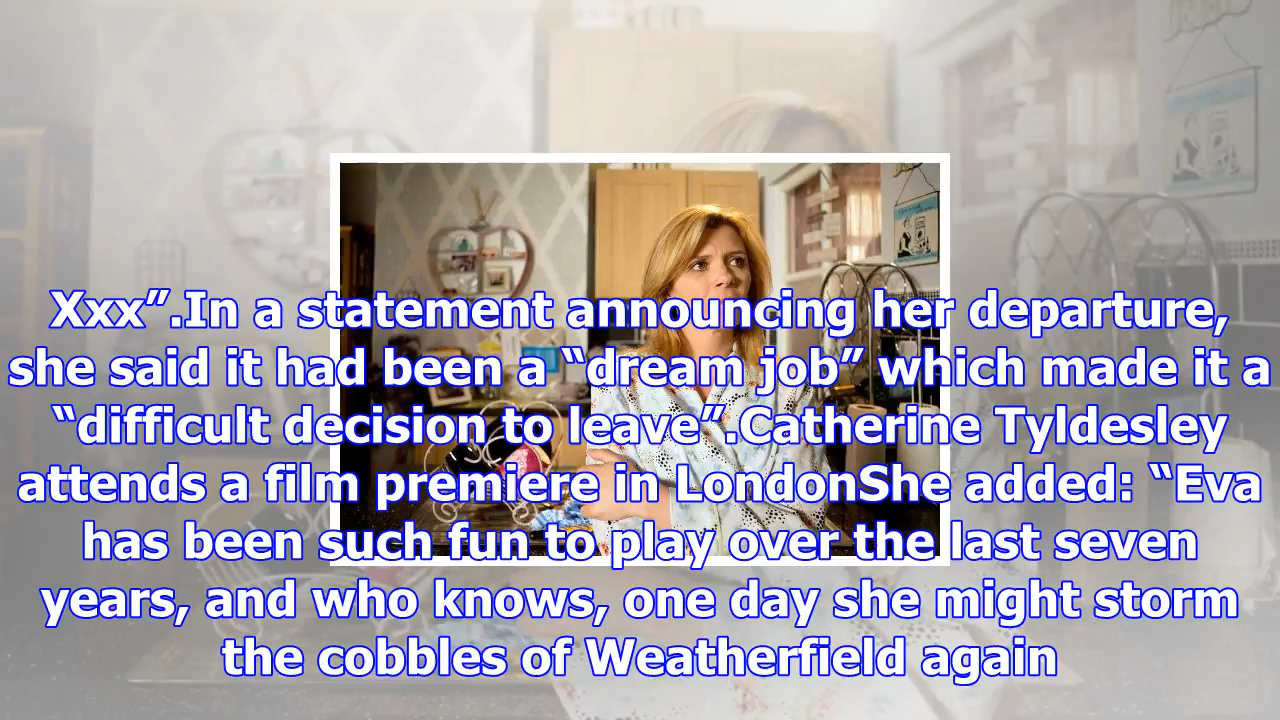 Xxx”.In a statement announcing her departure,
she said it had been a “dream job” which made it a
“difficult decision to leave”.Catherine Tyldesley
attends a film premiere in LondonShe added: “Eva
has been such fun to play over the last seven
years, and who knows, one day she might storm
the cobbles of Weatherfield again